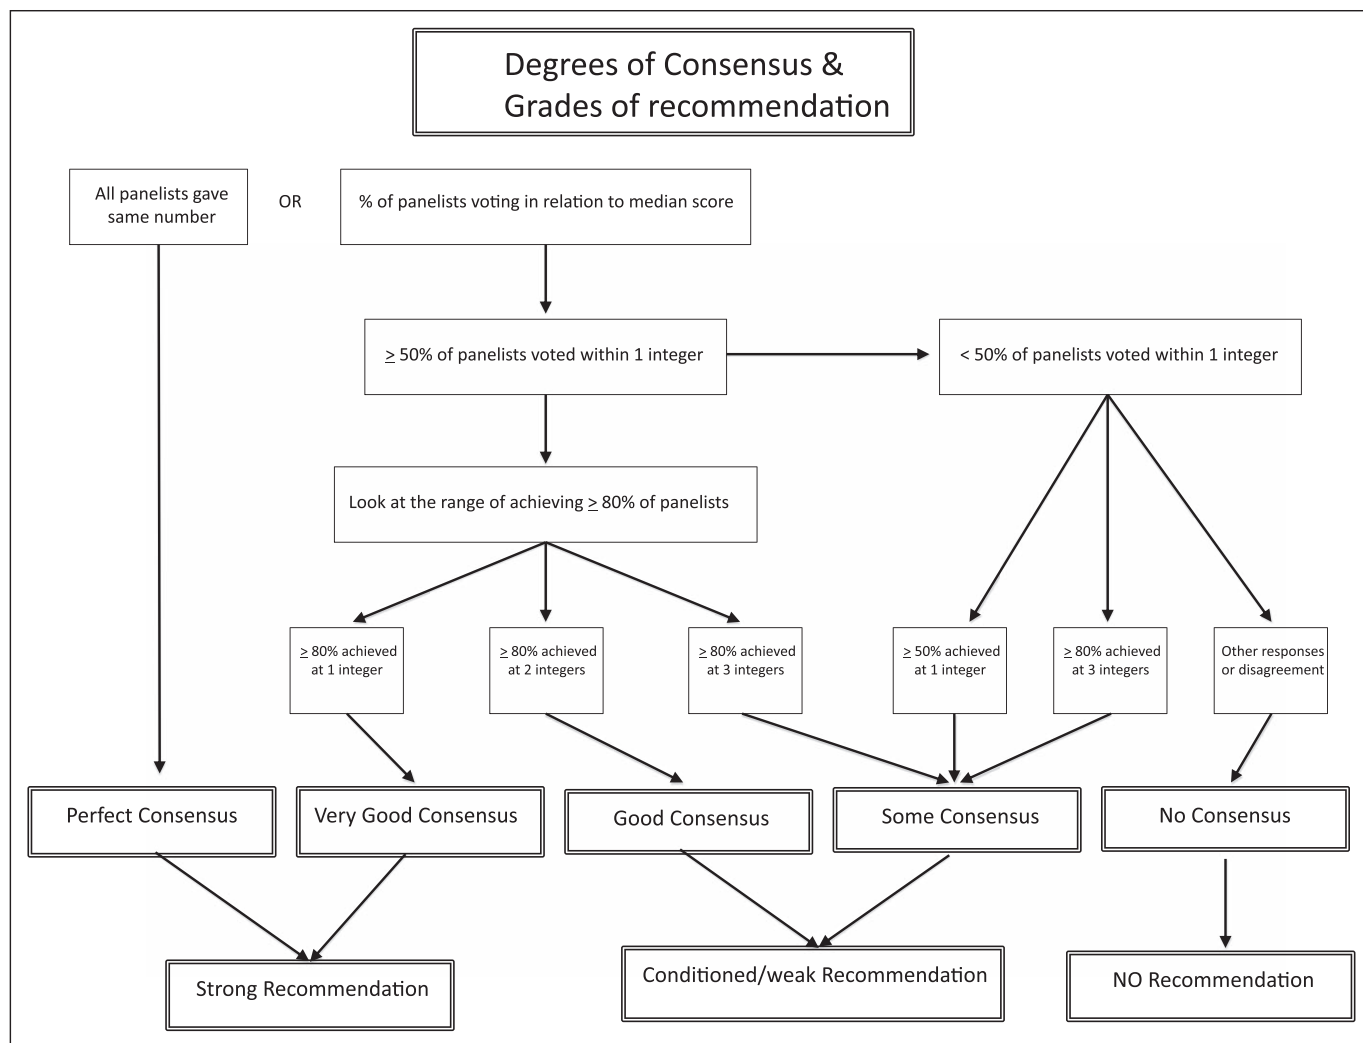 Degrees of Consensus &
Grades of recommendation
All panelists gave
same number
OR
% of panelists voting in relation to median score
≥ 50% of panelists voted within 1 integer
< 50% of panelists voted within 1 integer
Look at the range of achieving ≥ 80% of panelists
≥ 80% achieved
at 1 integer
≥ 80% achieved
at 2 integers
≥ 80% achieved
at 3 integers
≥ 50% achieved
at 1 integer
≥ 80% achieved
at 3 integers
Other responses
or disagreement
Perfect Consensus
Very Good Consensus
Good Consensus
Some Consensus
No Consensus
Strong Recommendation
Conditioned/weak Recommendation
NO Recommendation